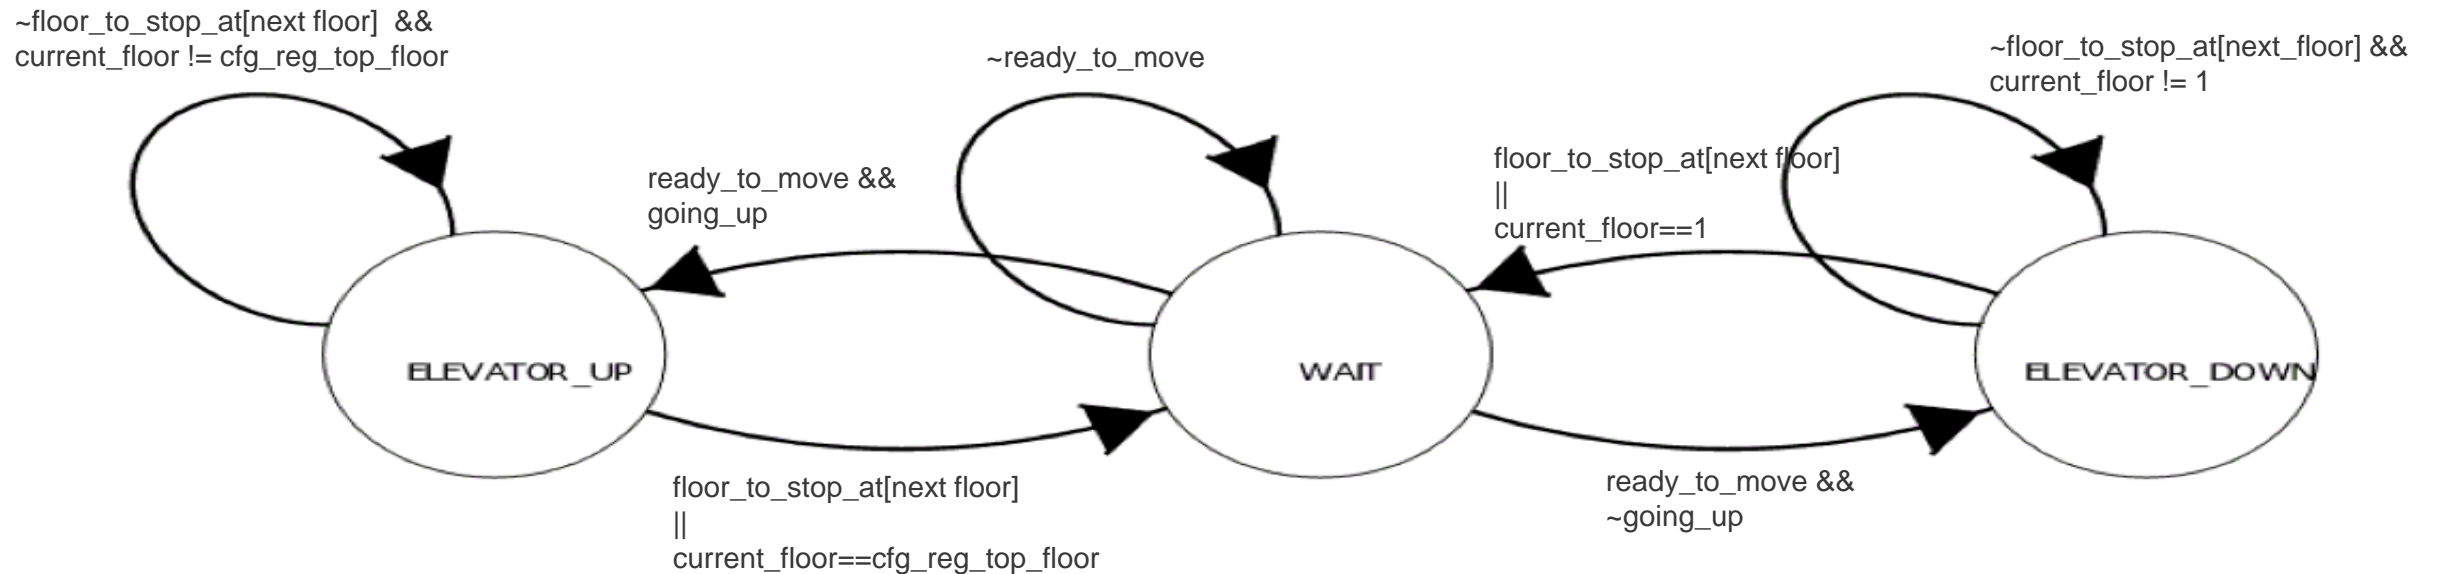 ~floor_to_stop_at[next floor]  &&
current_floor != cfg_reg_top_floor
~ready_to_move
~floor_to_stop_at[next_floor] &&
current_floor != 1
ready_to_move &&
going_up
floor_to_stop_at[next floor]
||
current_floor==1
ELEVATOR_UP
WAIT
ELEVATOR_DOWN
floor_to_stop_at[next floor]
||
current_floor==cfg_reg_top_floor
ready_to_move &&
~going_up